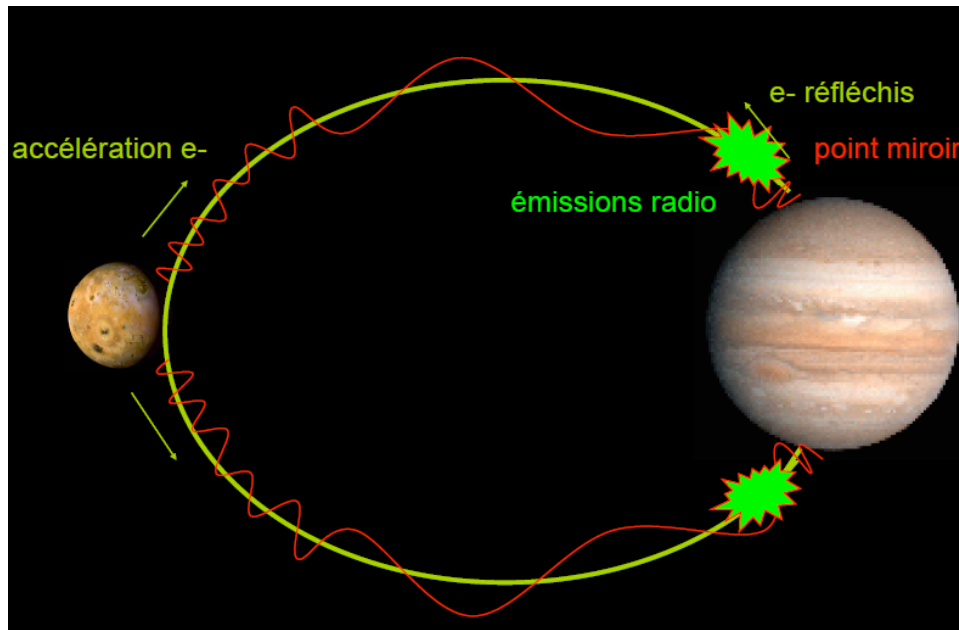 e- réfléchis
accélération e-
point miroir
émissions radio